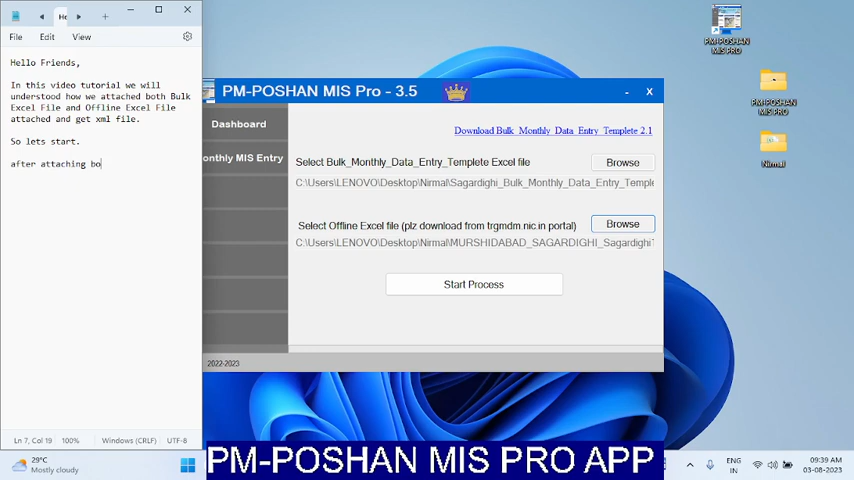 File Edit View
Hello Friends,
In this video tutorial we will
understood how we attached both Bulk
Excel File and Offline Excel File
attached and get xml file.
So lets start.
after attaching bo
Ln 7, Col 19 100% Windows (CRLF) UTF-8
PM-POSHAN MIS Pro - 3.5
Dashboard
onthly MIS Entry
Download Bulk_Monthly_Data_Entry_Templete 2.1
Select Bulk_Monthly_Data_Entry_Templete Excel file
Browse
C:\Users\LENOVO\Desktop\Nirmal\Sagardighi_Bulk_Monthly_Data_Entry_Temple
Select Offline Excel file (plz download from trgmdm.nic.in portal)
Browse
C:\Users\LENOVO\Desktop\Nirmal\MURSHIDABAD_SAGARDIGHI_Sagardighi
Start Process
2022-2023
PM-POSHAN
MIS PRO
PM-POSHAN
MIS PRO
Nirmal
29°C
Mostly cloudy
PM-POSHAN MIS PRO APP
ENG
IN
09:39 AM
03-08-2023